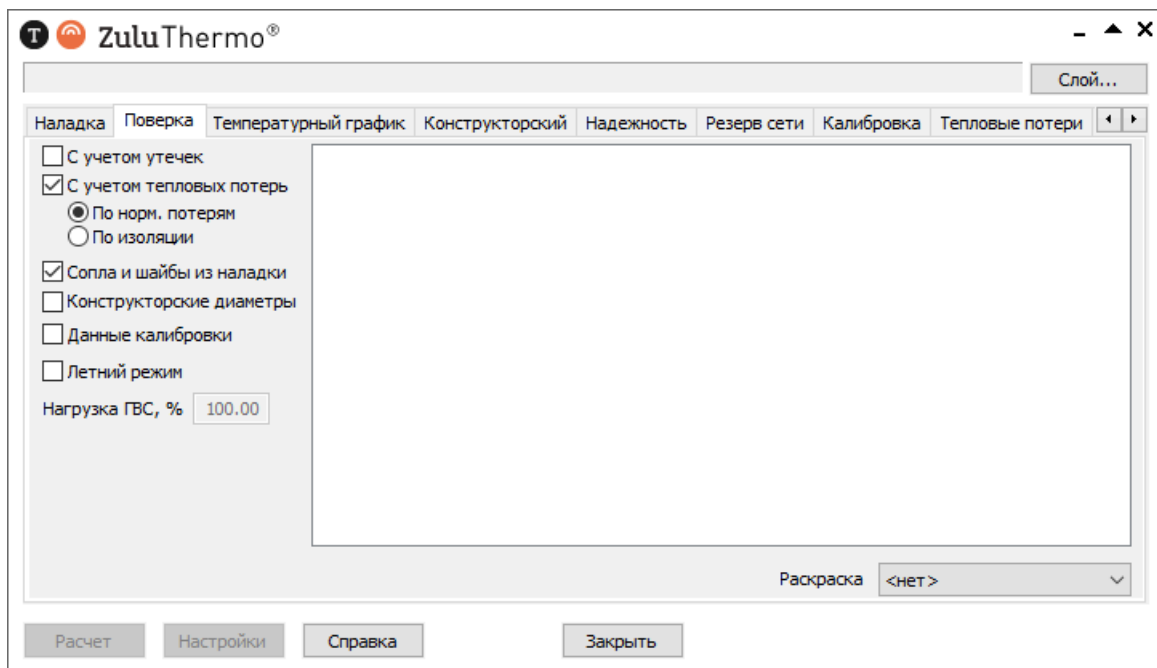 T ZuluThermo®
Слой...
Наладка Поверка Температурный график Конструкторский Надежность Резерв сети Калибровка Тепловые потери
С учетом утечек
С учетом тепловых потерь
По норм. потерям
По изоляции
Сопла и шайбы из наладки
Конструкторские диаметры
Данные калибровки
Летний режим
Нагрузка ГВС, % 100.00
Раскраска <нет>
Расчет Настройки Справка Закрыть